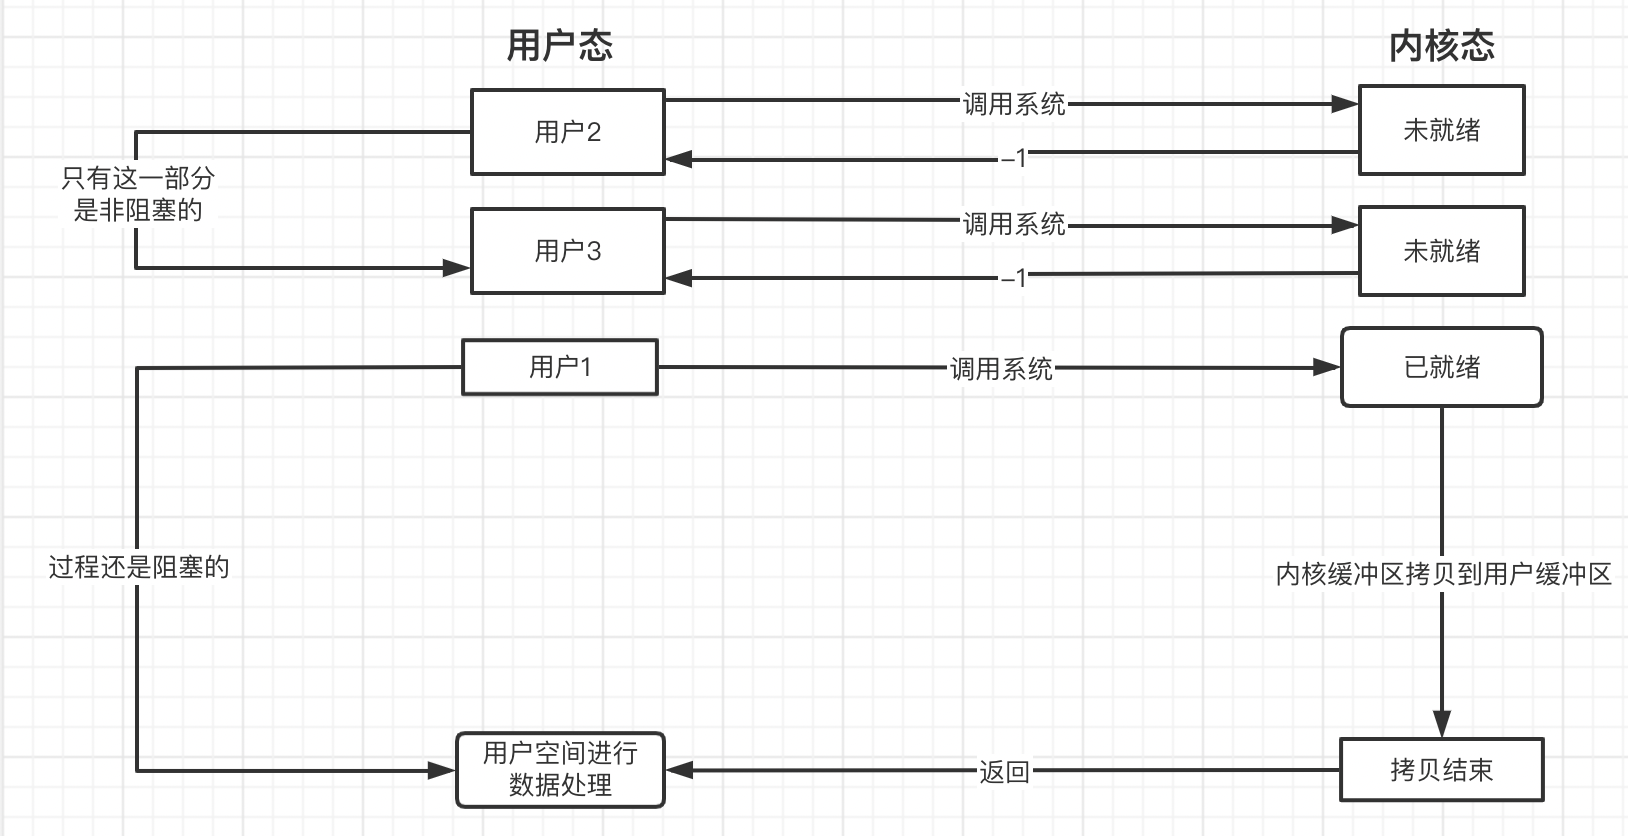 用户态
内核态
用户2
调用系统
未就绪
-1
只有这一部分
是非阻塞的
用户3
调用系统
未就绪
-1
用户1
调用系统
已就绪
过程还是阻塞的
内核缓冲区拷贝到用户缓冲区
用户空间进行
数据处理
返回
拷贝结束